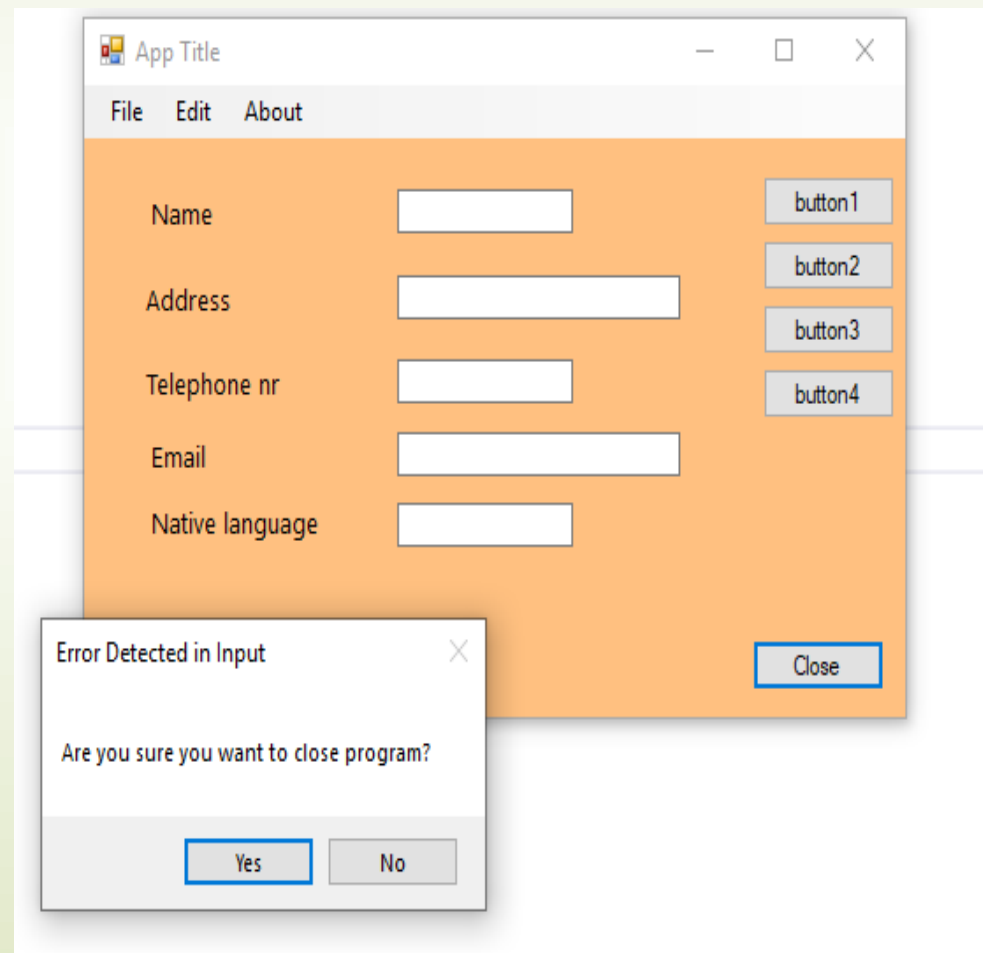 App Title
File Edit About
Name
button1
button2
Address
button3
Telephone nr
button4
Email
Native language
Close
Error Detected in Input
Are you sure you want to close program?
Yes No